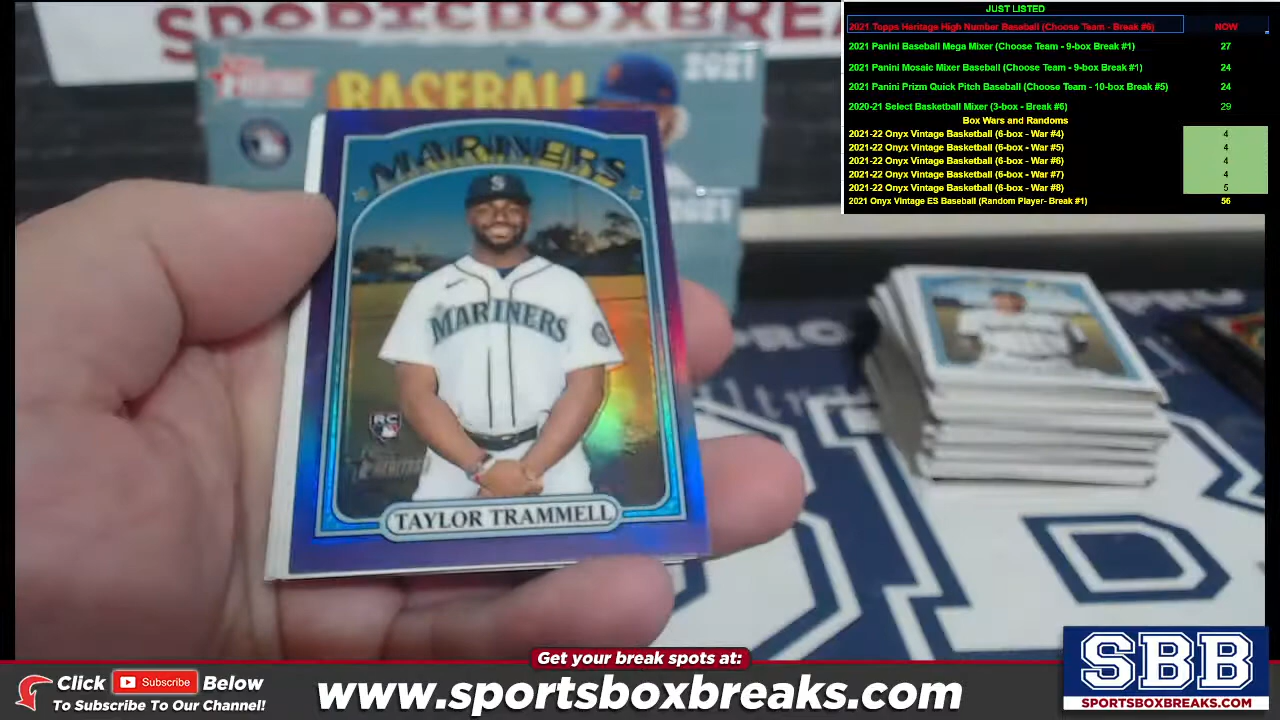 JUST LISTED
2021 Topps Heritage High Number Baseball (Choose Team - Break #6) NOW
2021 Panini Baseball Mega Mixer (Choose Team - 9-box Break #1) 27
2021 Panini Mosaic Mixer Baseball (Choose Team - 9-box Break #1) 24
2021 Panini Prizm Quick Pitch Baseball (Choose Team - 10-box Break #5) 24
2020-21 Select Basketball Mixer (3-box - Break #6) 29
Box Wars and Randoms
2021-22 Onyx Vintage Basketball (6-box - War #4) 4
2021-22 Onyx Vintage Basketball (6-box - War #5) 4
2021-22 Onyx Vintage Basketball (6-box - War #6) 4
2021-22 Onyx Vintage Basketball (6-box - War #7) 4
2021-22 Onyx Vintage Basketball (6-box - War #8) 5
2021 Onyx Vintage ES Baseball (Random Player- Break #1) 56
SPORTSBOXBREAKS
BASEBALL
2021
2021
MARINERS
S
MARINERS
RC
Heritage
TAYLOR TRAMMELL
Get your break spots at:
Click Subscribe Below
To Subscribe To Our Channel!
www.sportsboxbreaks.com
SBB
SPORTSBOXBREAKS.COM